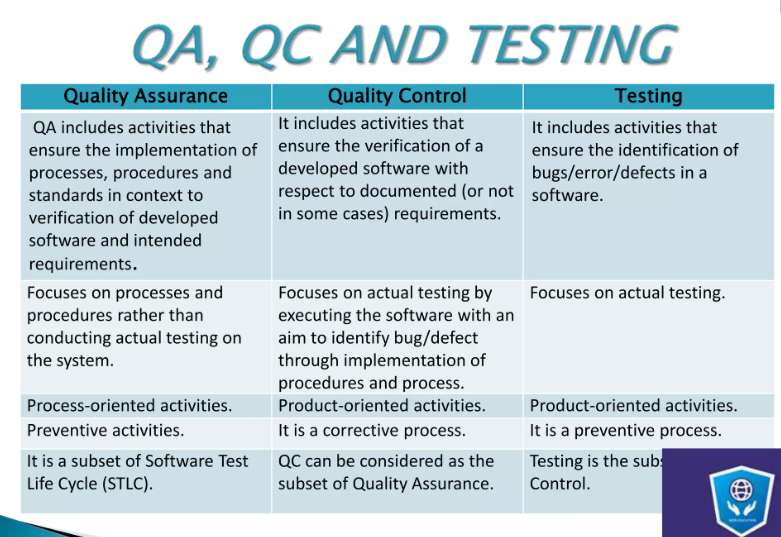 QA, QC AND TESTING
Quality Assurance
QA includes activities that
ensure the implementation of
processes, procedures and
standards in context to
verification of developed
software and intended
requirements.
Focuses on processes and
procedures rather than
conducting actual testing on
the system.
Process-oriented activities.
Preventive activities.
It is a subset of Software Test
Life Cycle (STLC).
Quality Control
It includes activities that
ensure the verification of a
developed software with
respect to documented (or not
in some cases) requirements.
Focuses on actual testing by
executing the software with an
aim to identify bug/defect
through implementation of
procedures and process.
Product-oriented activities.
It is a corrective process.
QC can be considered as the
subset of Quality Assurance.
Testing
It includes activities that
ensure the identification of
bugs/error/defects in a
software.
Focuses on actual testing.
Product-oriented activities.
It is a preventive process.
Testing is the
Control.